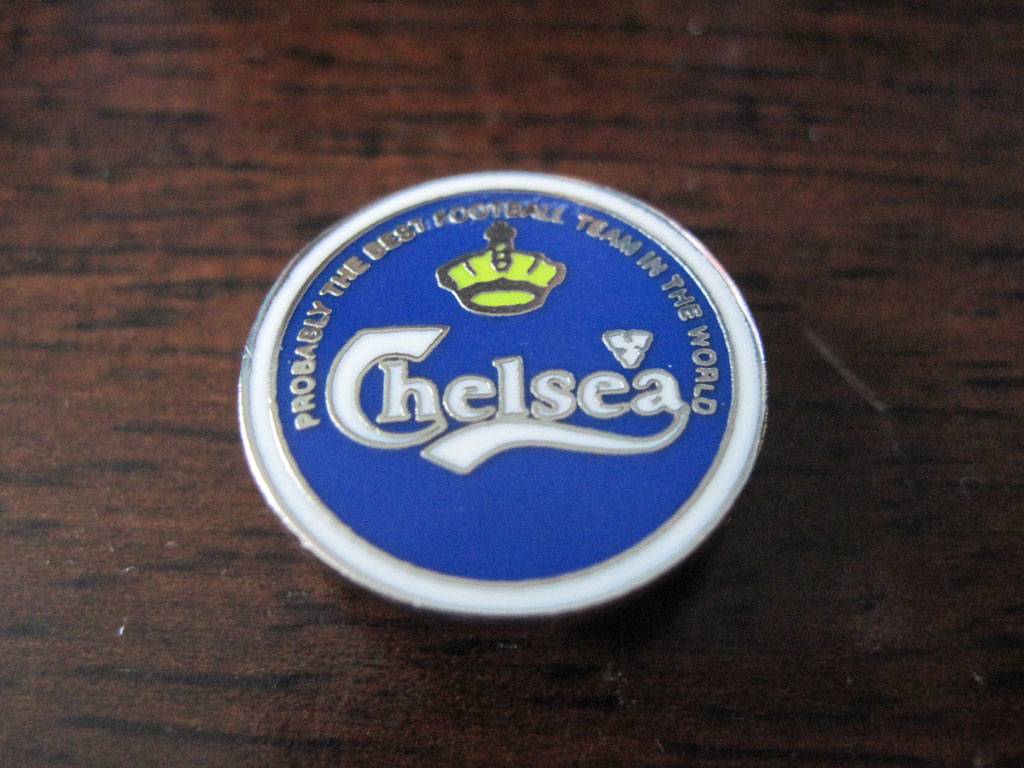 PROBABLY THE BEST FOOTBALL TEAM IN THE WORLD
Chelsea